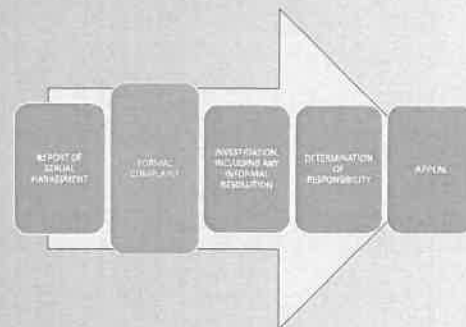 REPORT OF
SEXUAL
HARASSMENT
FORMAL
COMPLAINT
INVESTIGATION,
INCLUDING ANY
INFORMAL
RESOLUTION
DETERMINATION
OF
RESPONSIBILITY
APPEAL